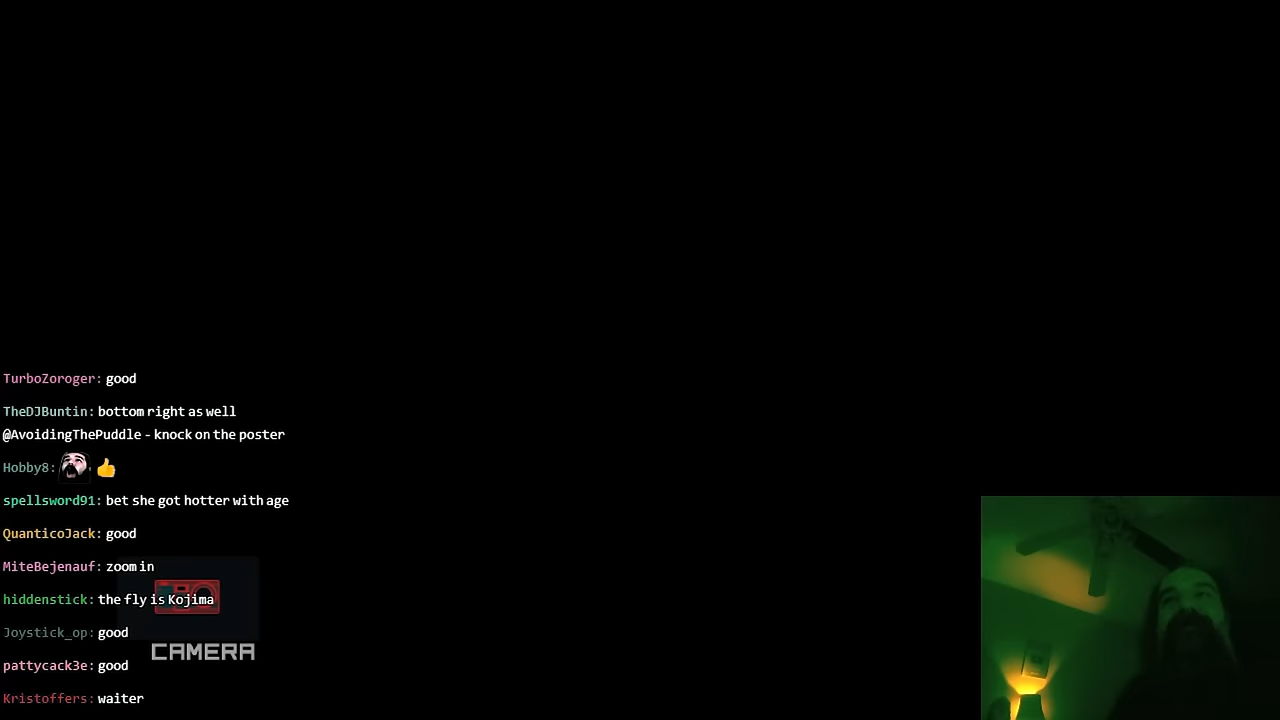 TurboZoroger: good
TheDJBuntin: bottom right as well
@AvoidingThePuddle - knock on the poster
Hobby8: 👍
spellsword91: bet she got hotter with age
QuanticoJack: good
MiteBejenauf: zoom in
hiddenstick: the fly is Kojima
Joystick_op: good
CAMERA
pattycack3e: good
Kristoffers: waiter